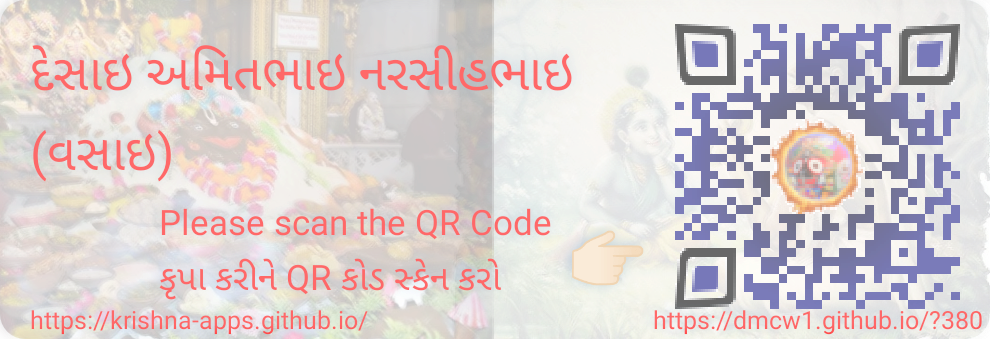 દેસાઇ અમિતભાઇ નરસીહભાઇ
(વસાઇ)
Please scan the QR Code
કૃપા કરીને QR કોડ સ્કેન કરો
https://krishna-apps.github.io/
https://dmcw1.github.io/?380